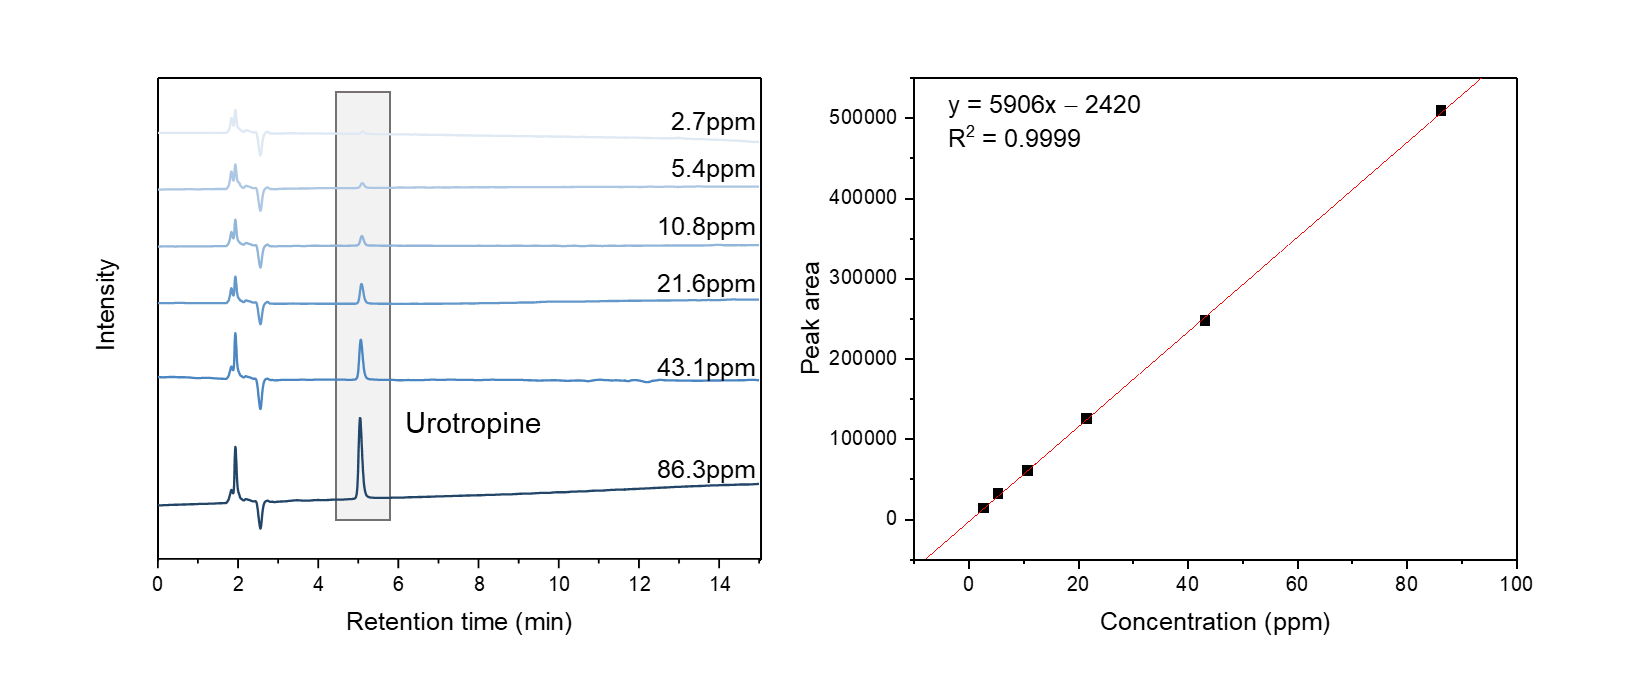 2.7ppm
5.4ppm
10.8ppm
21.6ppm
43.1ppm
Urotropine
86.3ppm
Intensity
0 2 4 6 8 10 12 14
Retention time (min)
y = 5906x − 2420
R² = 0.9999
500000
400000
300000
200000
100000
0
Peak area
0 20 40 60 80 100
Concentration (ppm)